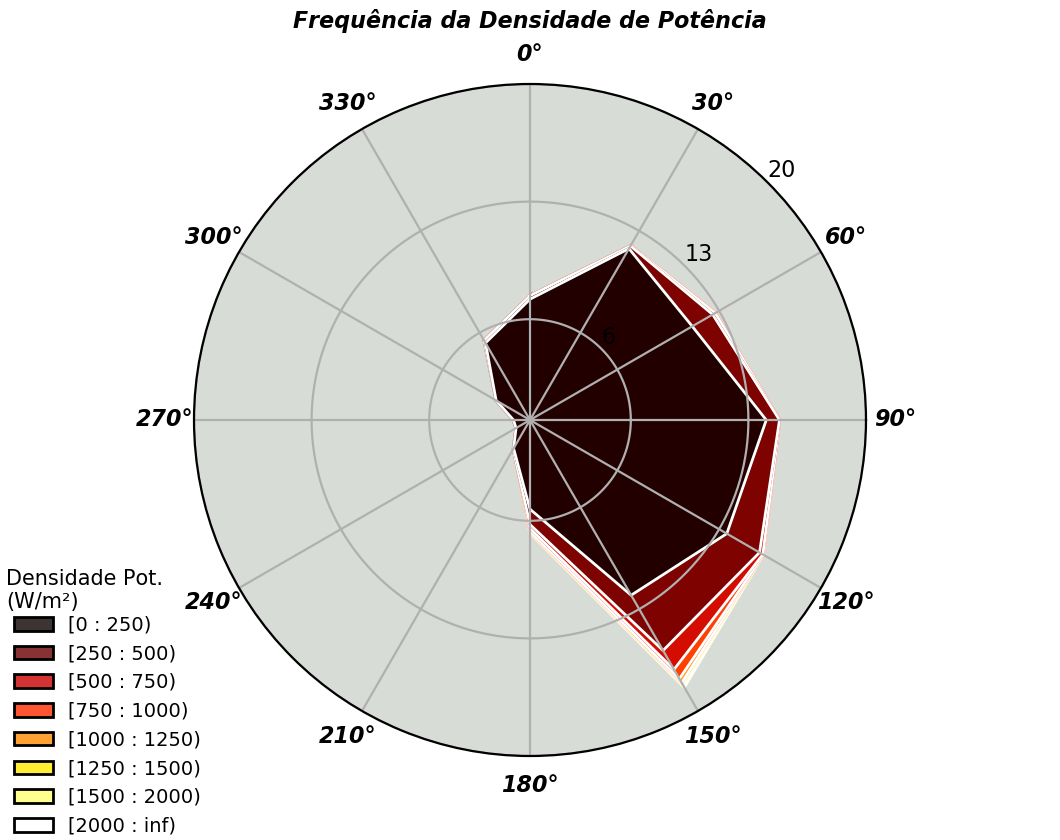 Frequência da Densidade de Potência
0°
330°
30°
20
300°
60°
13
6
270°
90°
Densidade Pot.
(W/m²)
240°
120°
[0 : 250)
[250 : 500)
[500 : 750)
[750 : 1000)
[1000 : 1250)
[1250 : 1500)
[1500 : 2000)
[2000 : inf)
210°
150°
180°